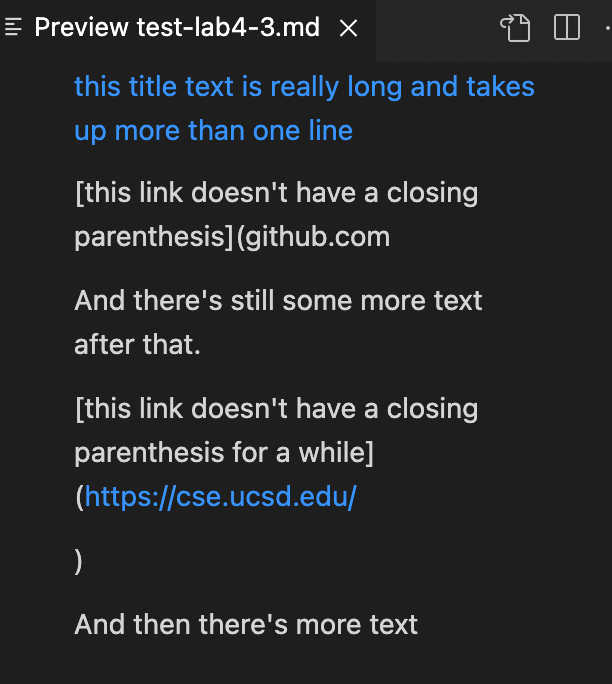 Preview test-lab4-3.md
this title text is really long and takes
up more than one line
[this link doesn't have a closing
parenthesis](github.com
And there's still some more text
after that.
[this link doesn't have a closing
parenthesis for a while]
(https://cse.ucsd.edu/
)
And then there's more text